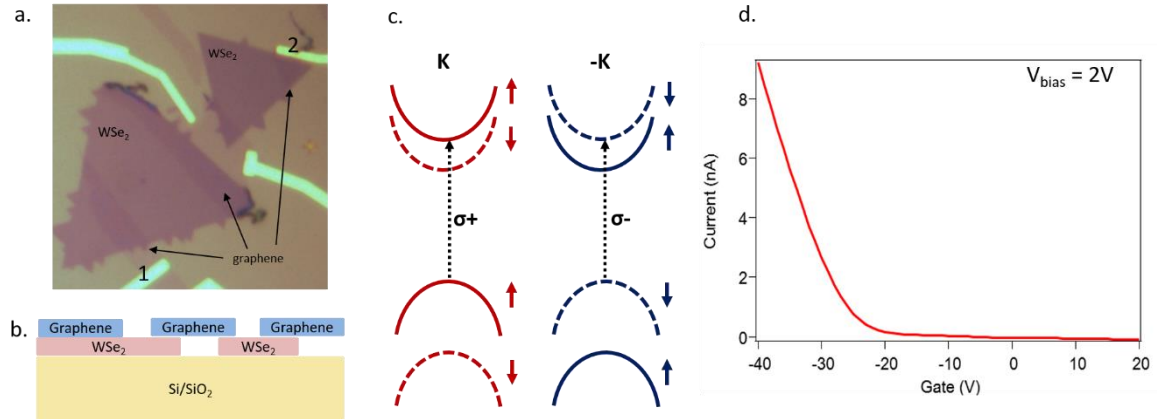 a.
WSe₂
2
WSe₂
graphene
1
b.
Graphene Graphene Graphene
WSe₂ WSe₂
Si/SiO₂
c.
K -K
σ+ σ-
d.
V_bias = 2V
Current (nA)
8
6
4
2
0
-40 -30 -20 -10 0 10 20
Gate (V)